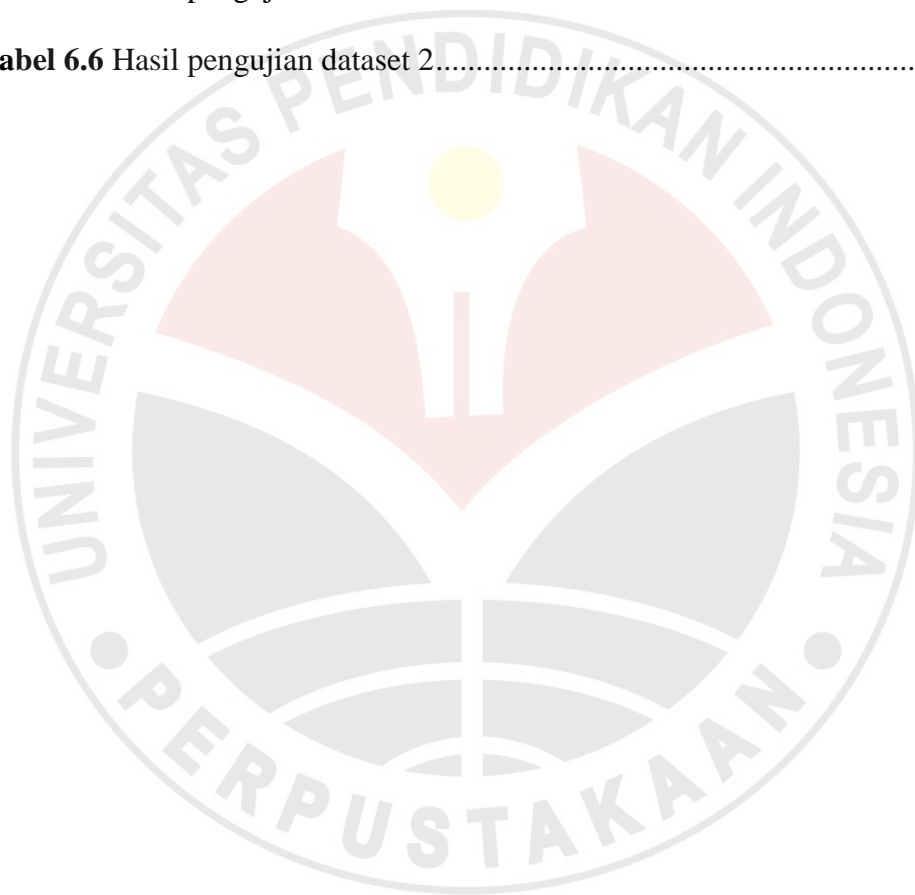 abel 6.6 Hasil pengujian dataset 2............................................................
UNIVERSITAS PENDIDIKAN INDONESIA
• PERPUSTAKAAN •